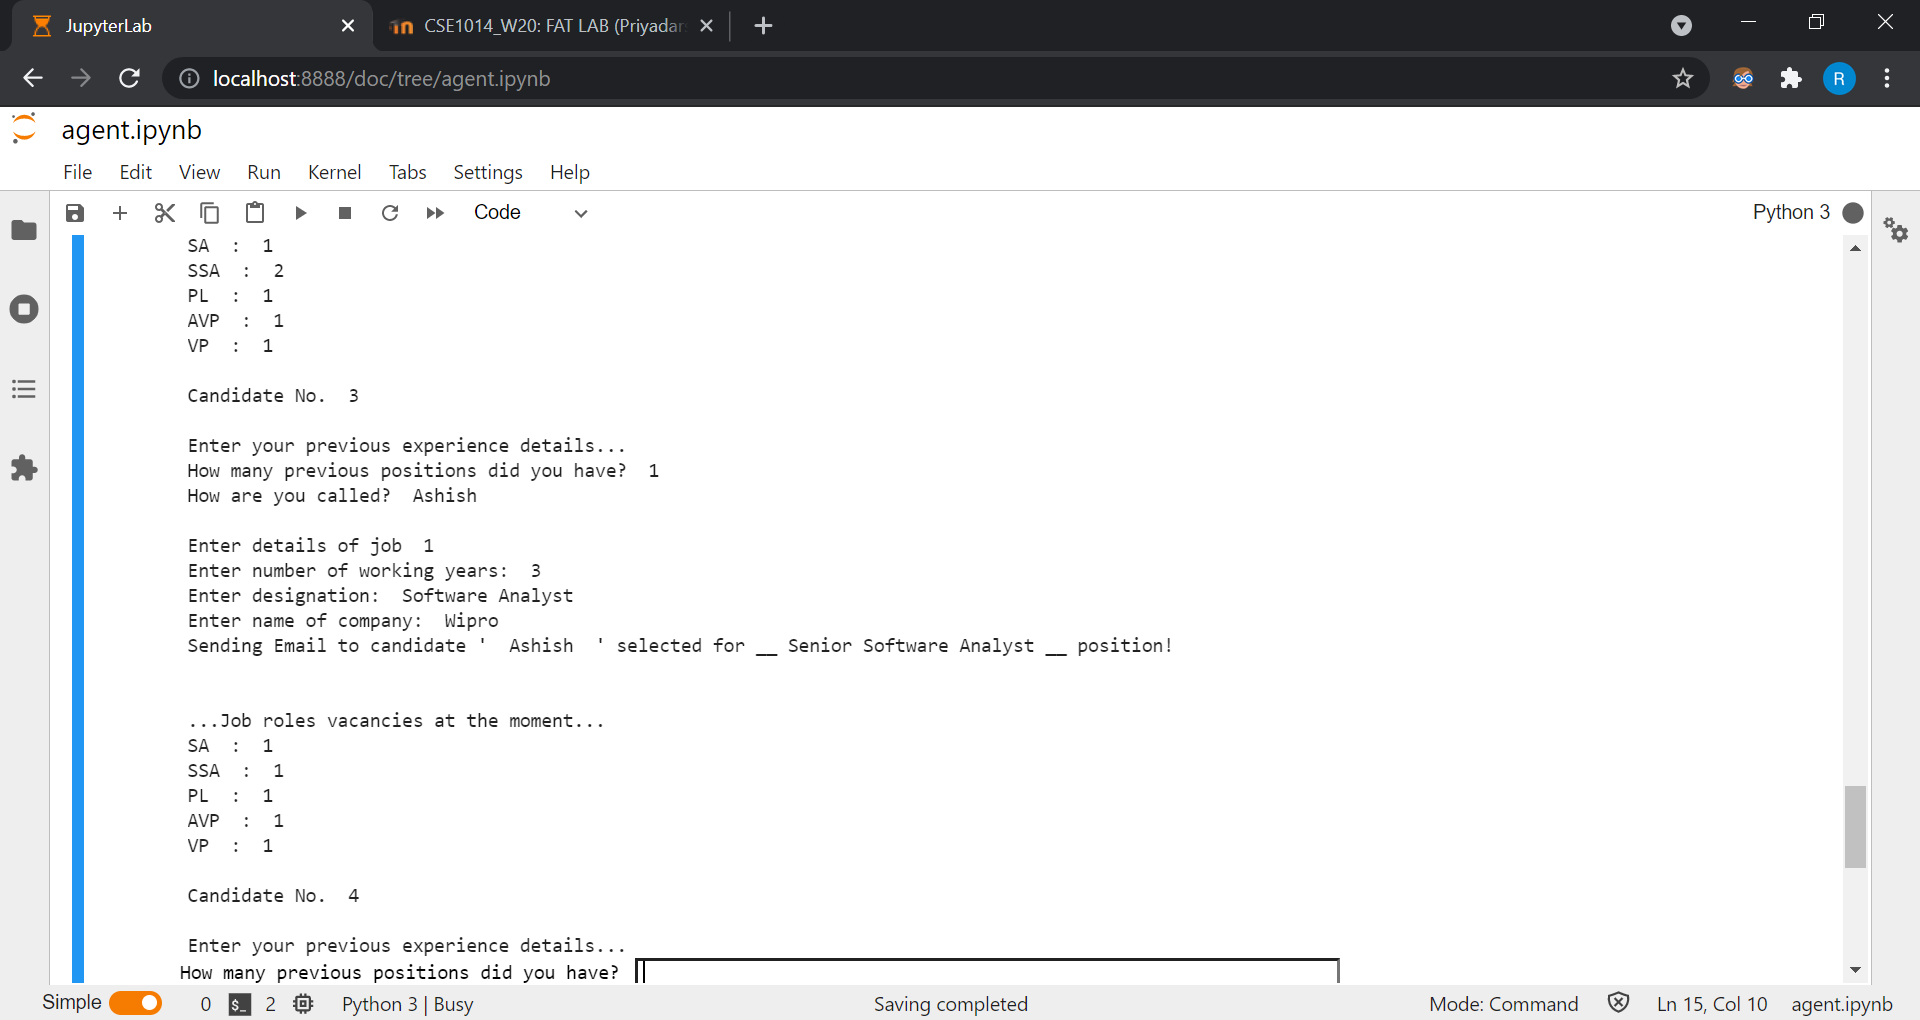 JupyterLab
CSE1014_W20: FAT LAB (Priyadar
localhost:8888/doc/tree/agent.ipynb
R
agent.ipynb
File Edit View Run Kernel Tabs Settings Help
Code
Python 3
SA : 1
SSA : 2
PL : 1
AVP : 1
VP : 1
Candidate No. 3
Enter your previous experience details...
How many previous positions did you have? 1
How are you called? Ashish
Enter details of job 1
Enter number of working years: 3
Enter designation: Software Analyst
Enter name of company: Wipro
Sending Email to candidate ' Ashish ' selected for __ Senior Software Analyst __ position!
...Job roles vacancies at the moment...
SA : 1
SSA : 1
PL : 1
AVP : 1
VP : 1
Candidate No. 4
Enter your previous experience details...
How many previous positions did you have?
Simple 0 $_ 2 Python 3 | Busy Saving completed Mode: Command Ln 15, Col 10 agent.ipynb